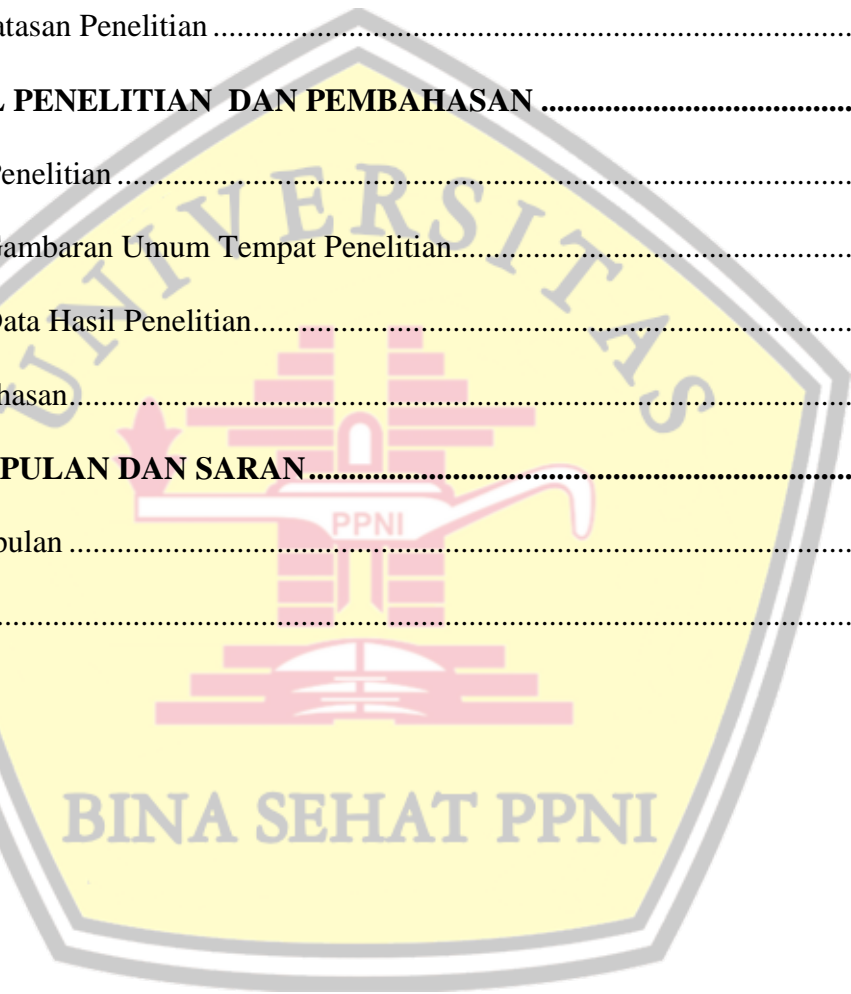 atasan Penelitian ..........................................................................
L PENELITIAN DAN PEMBAHASAN ......................................
Penelitian ......................................................................................
Gambaran Umum Tempat Penelitian...............................................
Data Hasil Penelitian.......................................................................
hasan..............................................................................................
PULAN DAN SARAN..................................................................
pulan ..............................................................................................
.......................................................................................................
UNIVERSITAS
PPNI
BINA SEHAT PPNI